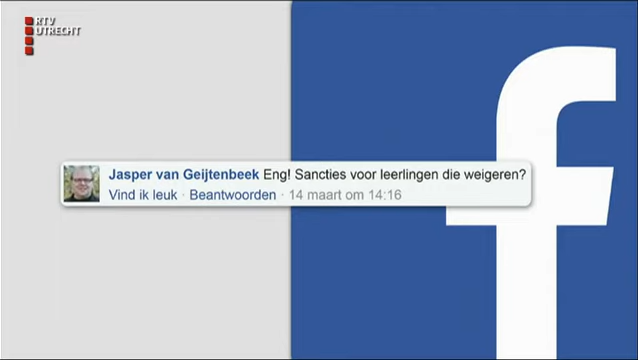 RTV
UTRECHT
Jasper van Geijtenbeek Eng! Sancties voor leerlingen die weigeren?
Vind ik leuk · Beantwoorden · 14 maart om 14:16